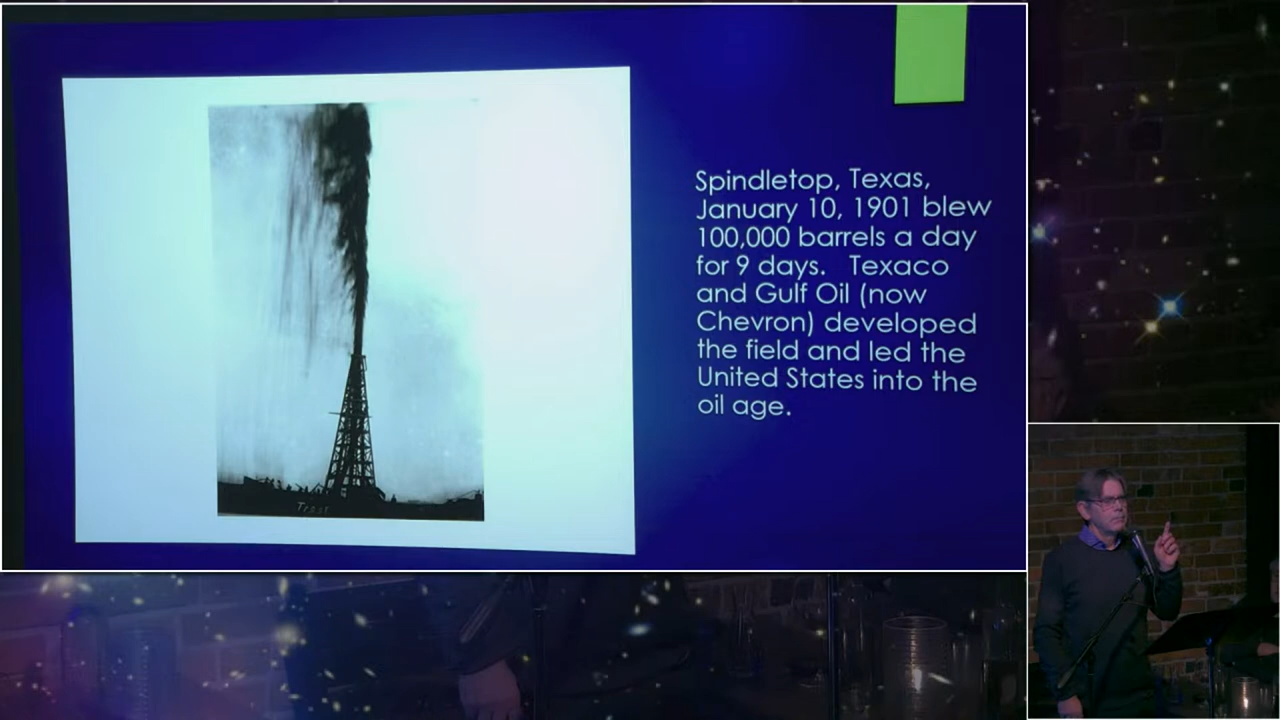 Spindletop, Texas,
January 10, 1901 blew
100,000 barrels a day
for 9 days. Texaco
and Gulf Oil (now
Chevron) developed
the field and led the
United States into the
oil age.
Trost